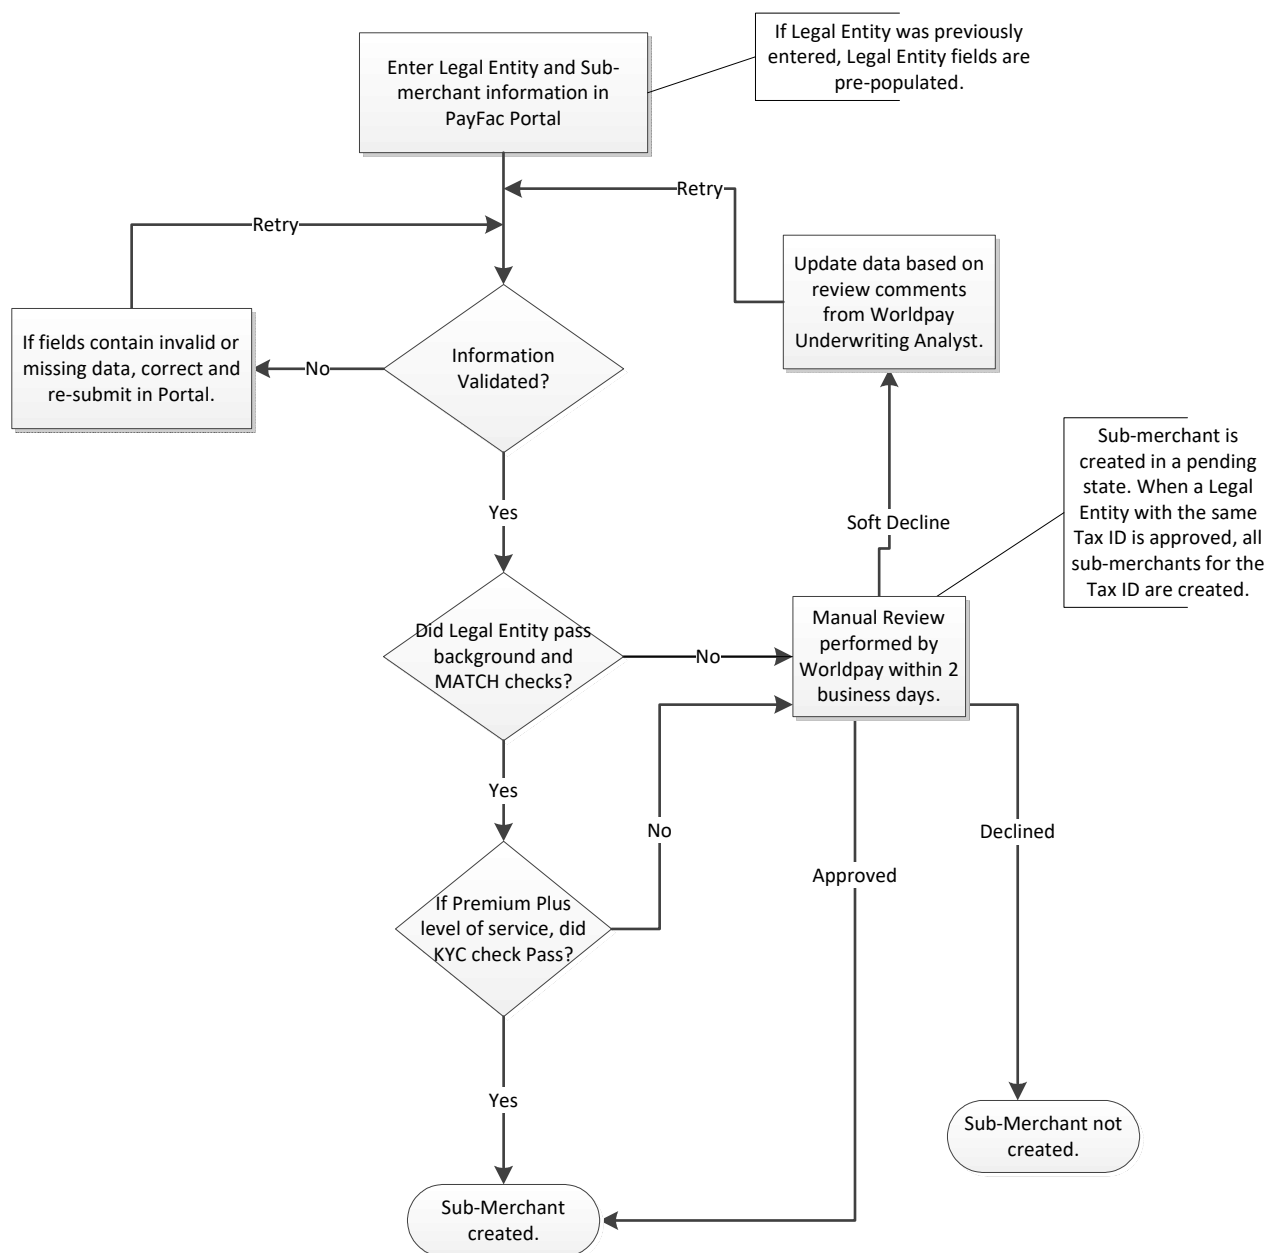 If Legal Entity was previously
entered, Legal Entity fields are
pre-populated.
Enter Legal Entity and Sub-
merchant information in
PayFac Portal
Retry
Retry
Update data based on
review comments
from Worldpay
Underwriting Analyst.
If fields contain invalid or
missing data, correct and
re-submit in Portal.
No
Information
Validated?
Sub-merchant is
created in a pending
state. When a Legal
Entity with the same
Tax ID is approved, all
sub-merchants for the
Tax ID are created.
Yes
Soft Decline
Did Legal Entity pass
background and
MATCH checks?
No
Manual Review
performed by
Worldpay within 2
business days.
Yes
No
Declined
Approved
If Premium Plus
level of service, did
KYC check Pass?
Yes
Sub-Merchant not
created.
Sub-Merchant
created.